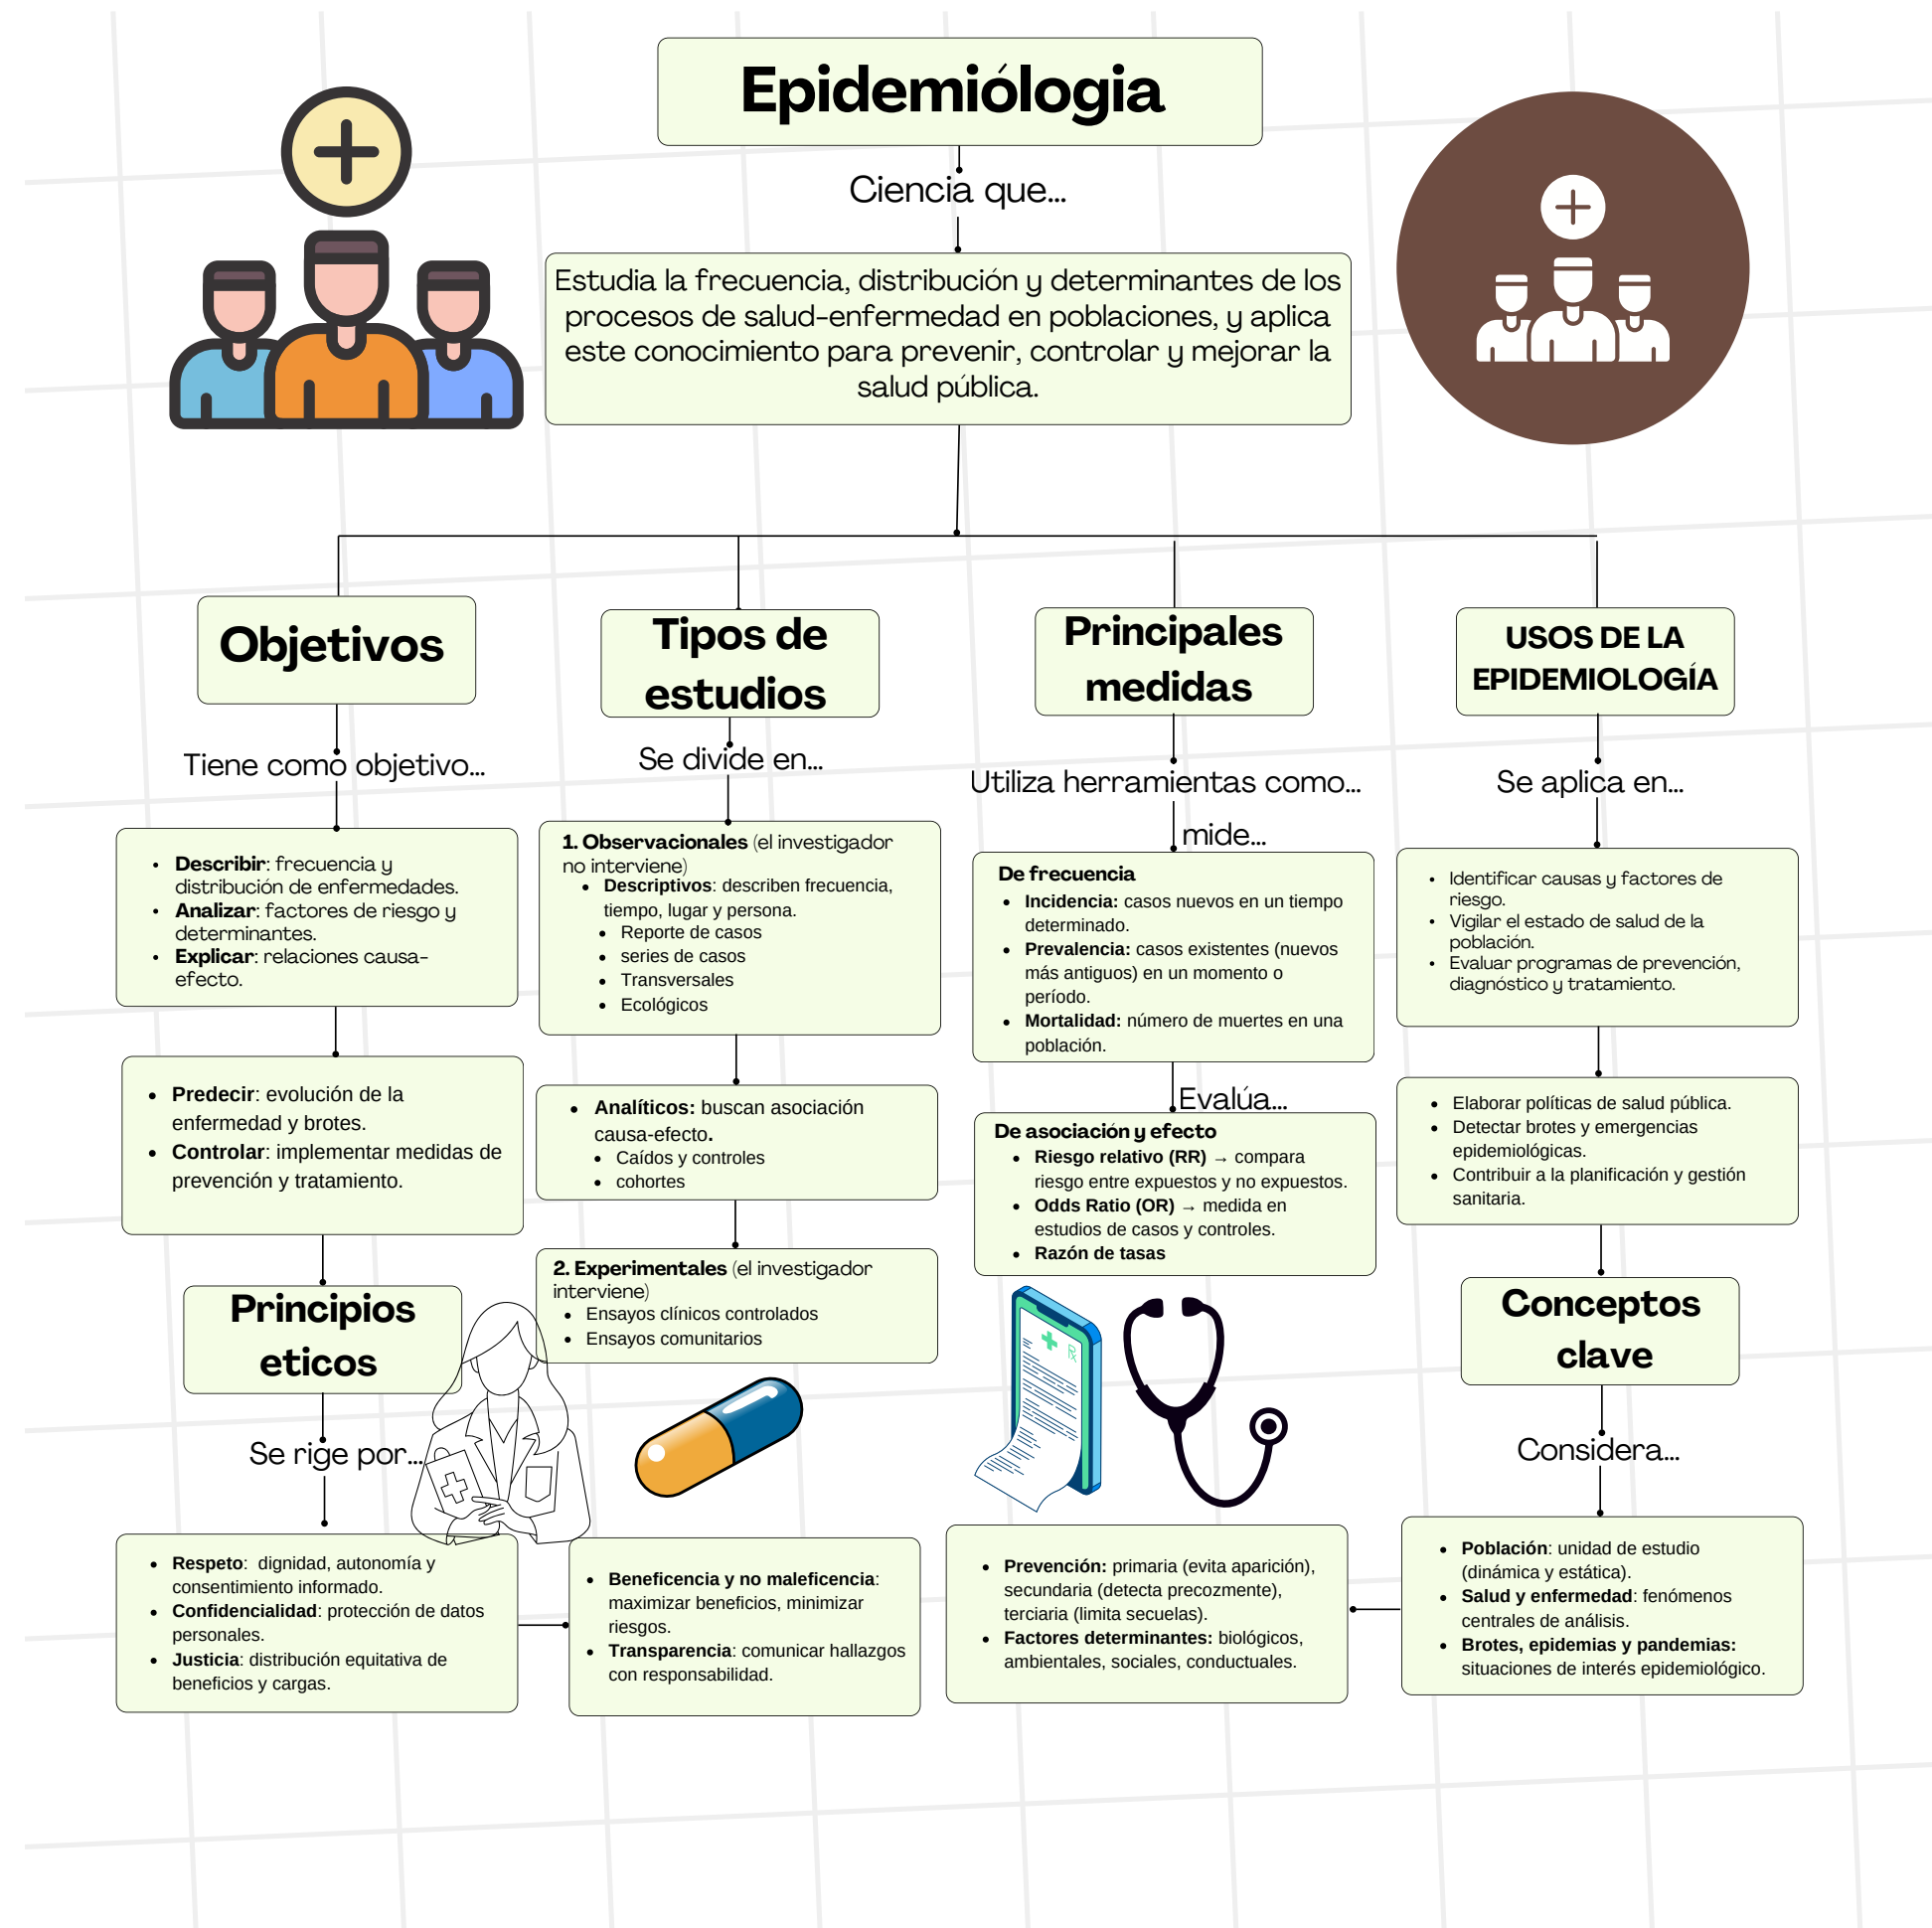 Epidemiólogia
Ciencia que...
Estudia la frecuencia, distribución y determinantes de los
procesos de salud-enfermedad en poblaciones, y aplica
este conocimiento para prevenir, controlar y mejorar la
salud pública.
Objetivos
Tiene como objetivo...
• Describir: frecuencia y
distribución de enfermedades.
• Analizar: factores de riesgo y
determinantes.
• Explicar: relaciones causa-
efecto.
• Predecir: evolución de la
enfermedad y brotes.
• Controlar: implementar medidas de
prevención y tratamiento.
Principios
eticos
Se rige por...
• Respeto:  dignidad, autonomía y
consentimiento informado.
• Confidencialidad: protección de datos
personales.
• Justicia: distribución equitativa de
beneficios y cargas.
• Beneficencia y no maleficencia:
maximizar beneficios, minimizar
riesgos.
• Transparencia: comunicar hallazgos
con responsabilidad.
Tipos de
estudios
Se divide en...
1. Observacionales (el investigador
no interviene)
• Descriptivos: describen frecuencia,
tiempo, lugar y persona.
• Reporte de casos
• series de casos
• Transversales
• Ecológicos
• Analíticos: buscan asociación
causa-efecto.
• Caídos y controles
• cohortes
2. Experimentales (el investigador
interviene)
• Ensayos clínicos controlados
• Ensayos comunitarios
Principales
medidas
Utiliza herramientas como...
mide...
De frecuencia
• Incidencia: casos nuevos en un tiempo
determinado.
• Prevalencia: casos existentes (nuevos
más antiguos) en un momento o
período.
• Mortalidad: número de muertes en una
población.
Evalúa...
De asociación y efecto
• Riesgo relativo (RR) → compara
riesgo entre expuestos y no expuestos.
• Odds Ratio (OR) → medida en
estudios de casos y controles.
• Razón de tasas
USOS DE LA
EPIDEMIOLOGÍA
Se aplica en...
• Identificar causas y factores de
riesgo.
• Vigilar el estado de salud de la
población.
• Evaluar programas de prevención,
diagnóstico y tratamiento.
• Elaborar políticas de salud pública.
• Detectar brotes y emergencias
epidemiológicas.
• Contribuir a la planificación y gestión
sanitaria.
Conceptos
clave
Considera...
• Población: unidad de estudio
(dinámica y estática).
• Salud y enfermedad: fenómenos
centrales de análisis.
• Brotes, epidemias y pandemias:
situaciones de interés epidemiológico.
• Prevención: primaria (evita aparición),
secundaria (detecta precozmente),
terciaria (limita secuelas).
• Factores determinantes: biológicos,
ambientales, sociales, conductuales.